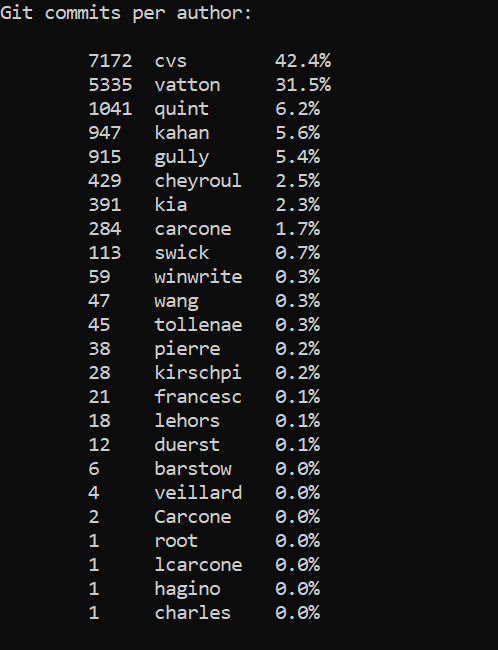 Git commits per author:
7172 cvs 42.4%
5335 vatton 31.5%
1041 quint 6.2%
947 kahan 5.6%
915 gully 5.4%
429 cheyroul 2.5%
391 kia 2.3%
284 carcone 1.7%
113 swick 0.7%
59 winwrite 0.3%
47 wang 0.3%
45 tollenae 0.3%
38 pierre 0.2%
28 kirschpi 0.2%
21 francesc 0.1%
18 lehors 0.1%
12 duerst 0.1%
6 barstow 0.0%
4 veillard 0.0%
2 Carcone 0.0%
1 root 0.0%
1 lcarcone 0.0%
1 hagino 0.0%
1 charles 0.0%